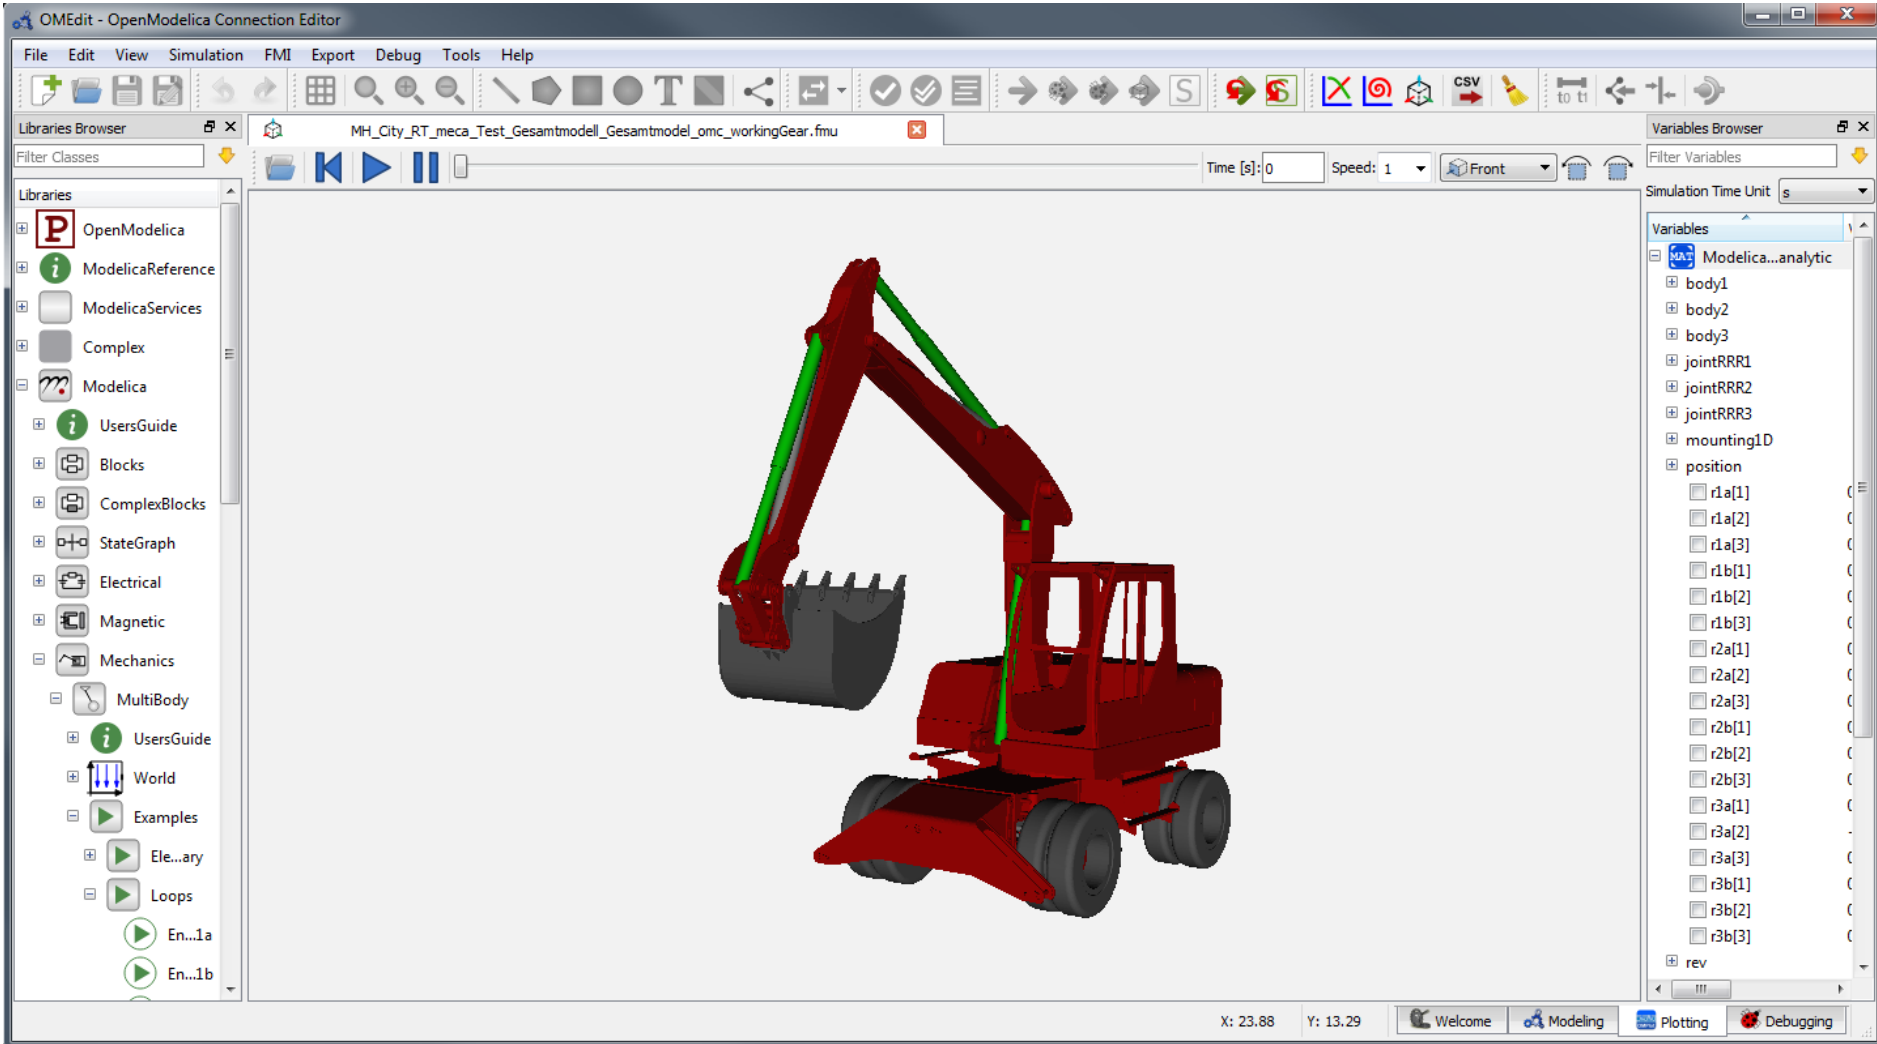 OMEdit - OpenModelica Connection Editor
File Edit View Simulation FMI Export Debug Tools Help
T S S CSV to t1
Libraries Browser
MH_City_RT_meca_Test_Gesamtmodell_Gesamtmodel_omc_workingGear.fmu
Variables Browser
Filter Classes
Time [s]: 0 Speed: 1 Front
Filter Variables
Simulation Time Unit s
Libraries
P OpenModelica
i ModelicaReference
ModelicaServices
Complex
Modelica
i UsersGuide
Blocks
ComplexBlocks
StateGraph
Electrical
Magnetic
Mechanics
MultiBody
i UsersGuide
World
Examples
Ele...ary
Loops
En...1a
En...1b
Variables
MAT Modelica...analytic
body1
body2
body3
jointRRR1
jointRRR2
jointRRR3
mounting1D
position
r1a[1]
r1a[2]
r1a[3]
r1b[1]
r1b[2]
r1b[3]
r2a[1]
r2a[2]
r2a[3]
r2b[1]
r2b[2]
r2b[3]
r3a[1]
r3a[2] -
r3a[3]
r3b[1]
r3b[2]
r3b[3]
rev
X: 23.88 Y: 13.29 Welcome Modeling Plotting Debugging